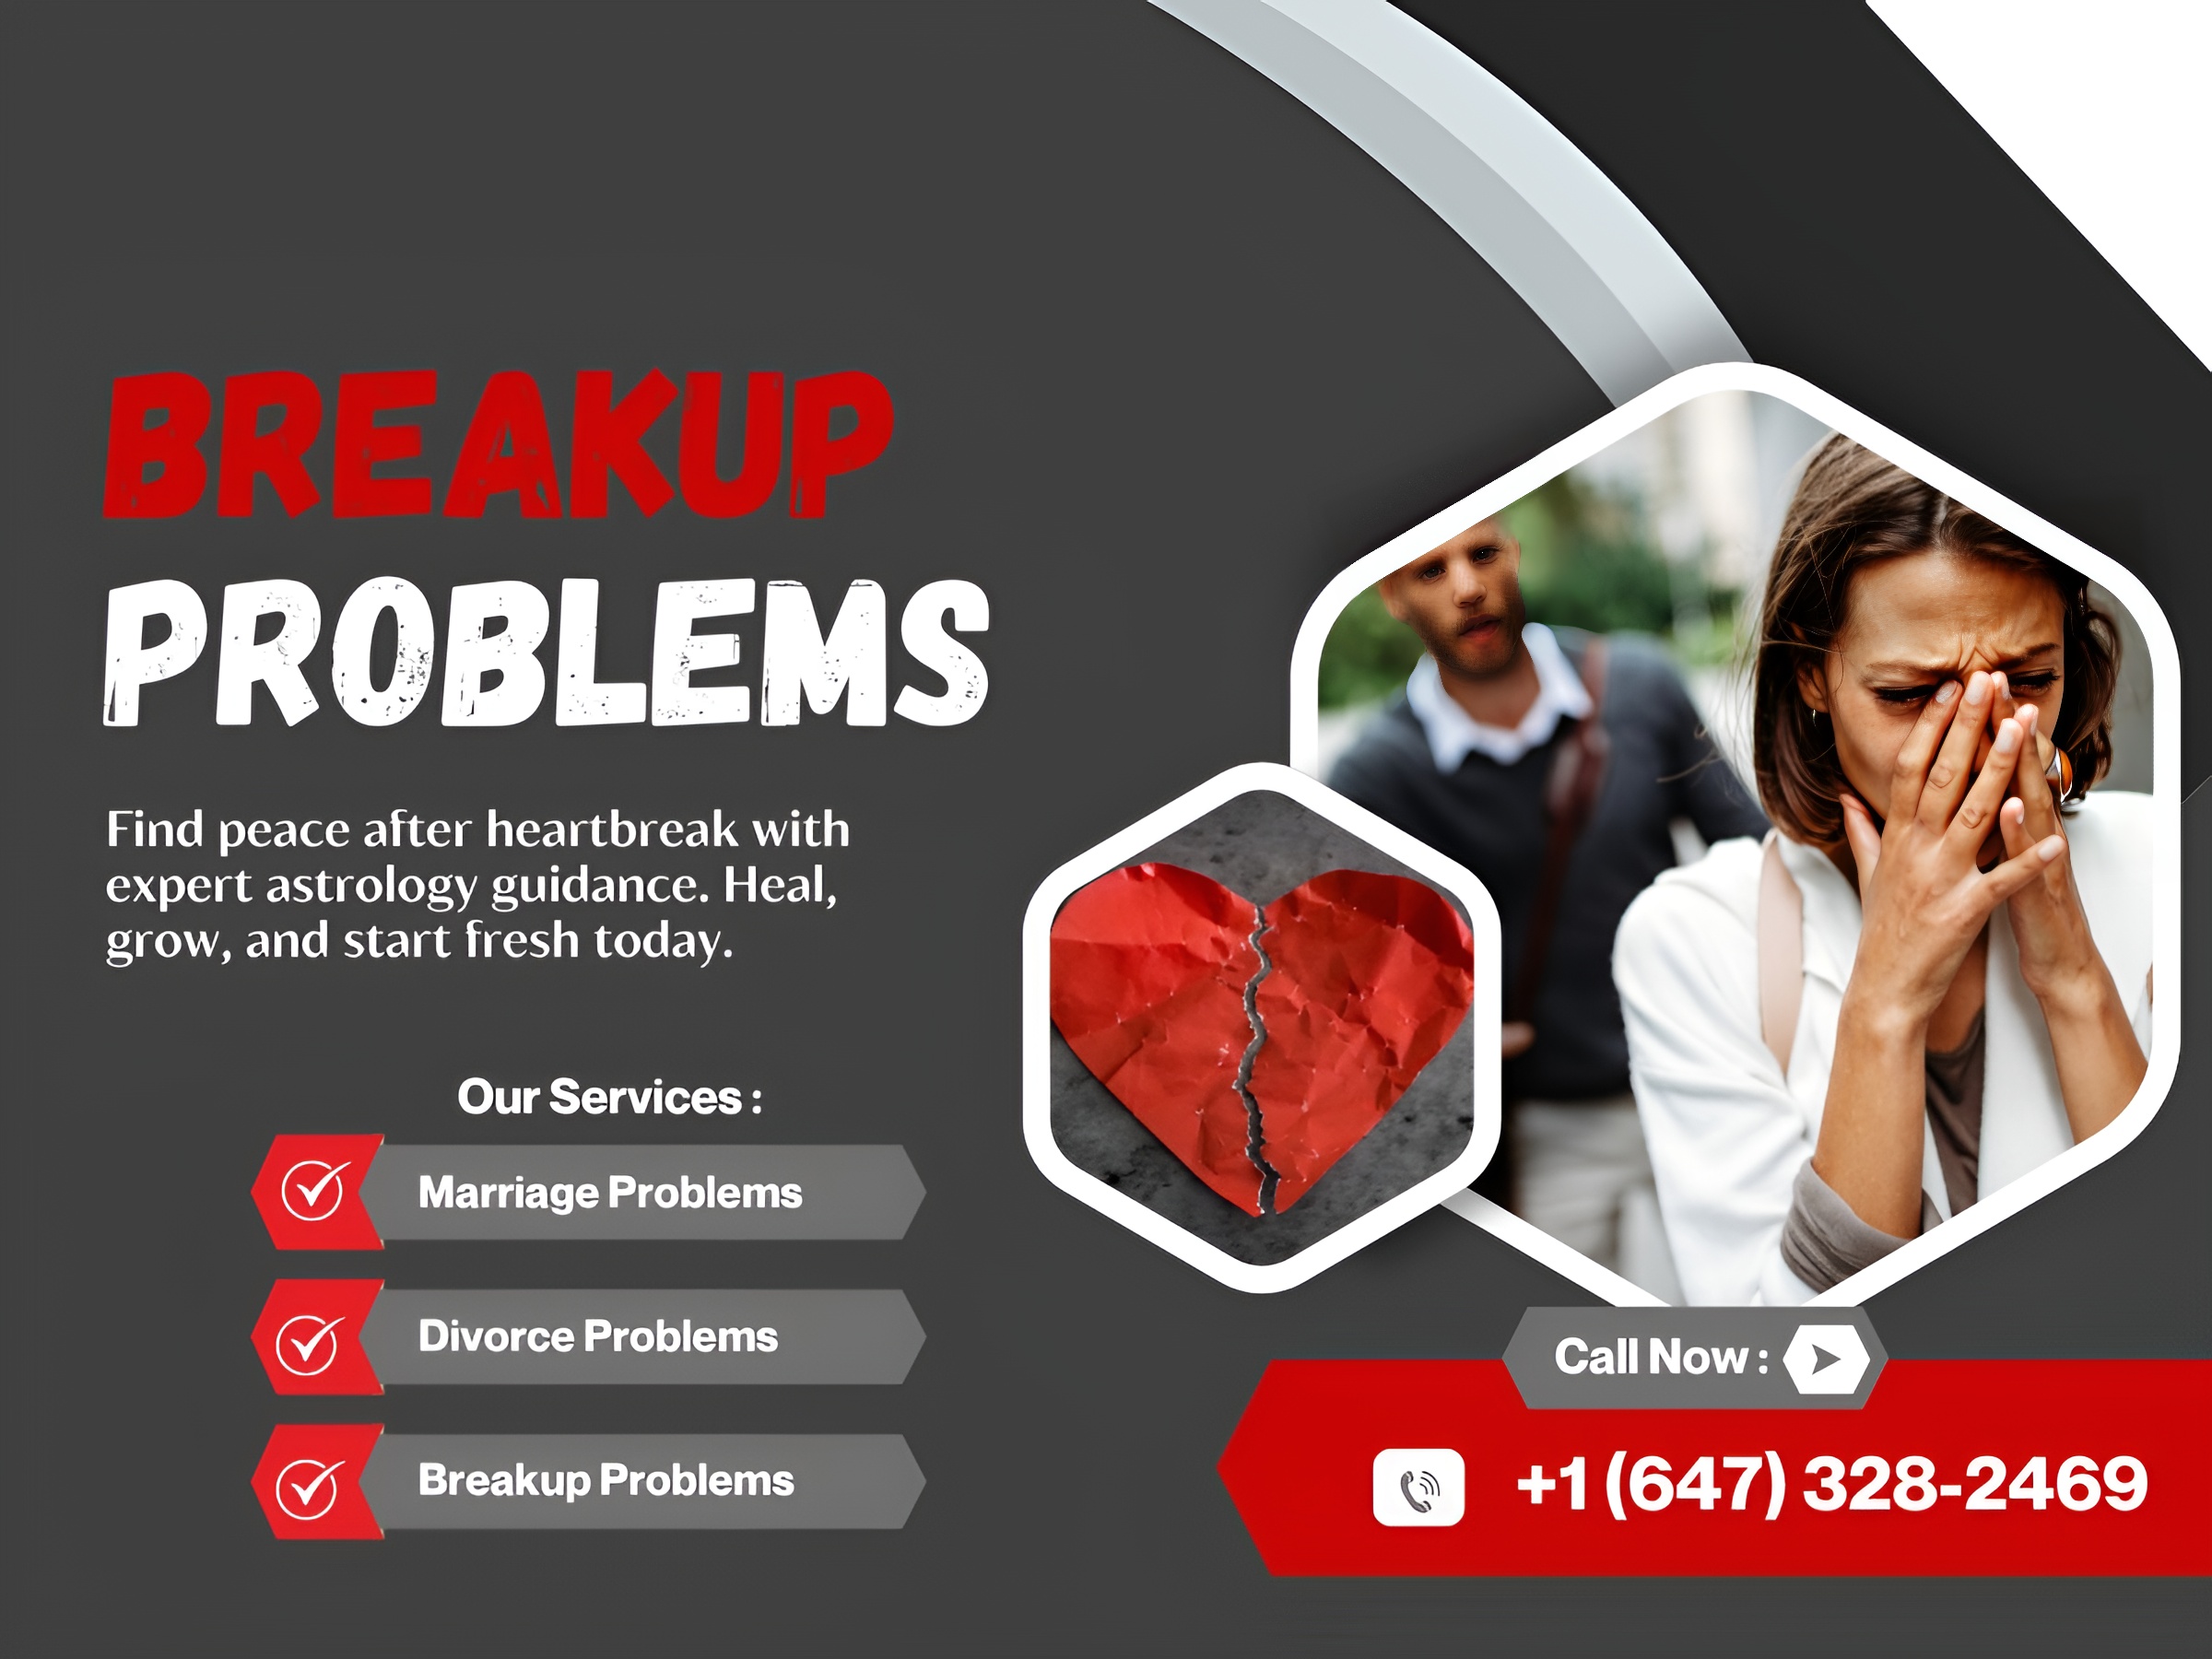 BREAKUP
PROBLEMS
Find peace after heartbreak with
expert astrology guidance. Heal,
grow, and start fresh today.
Our Services :
Marriage Problems
Divorce Problems
Breakup Problems
Call Now :
+1 (647) 328-2469